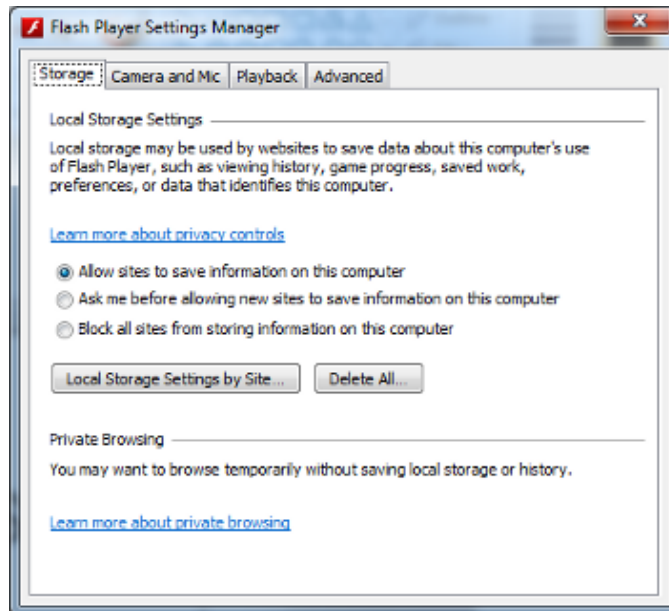 Flash Player Settings Manager
Storage Camera and Mic Playback Advanced
Local Storage Settings
Local storage may be used by websites to save data about this computer's use
of Flash Player, such as viewing history, game progress, saved work,
preferences, or data that identifies this computer.
Learn more about privacy controls
Allow sites to save information on this computer
Ask me before allowing new sites to save information on this computer
Block all sites from storing information on this computer
Local Storage Settings by Site... Delete All...
Private Browsing
You may want to browse temporarily without saving local storage or history.
Learn more about private browsing